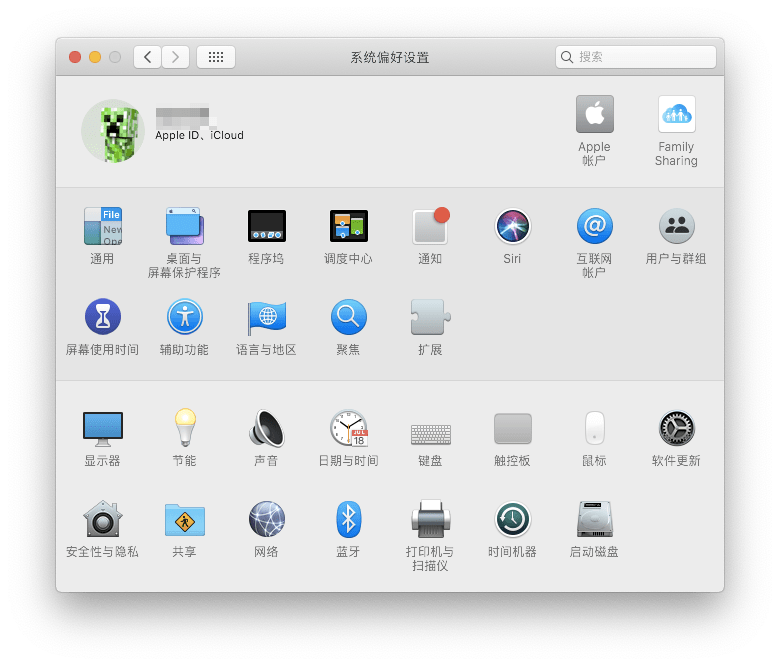 系统偏好设置
搜索
Apple ID、iCloud
Apple
帐户
Family
Sharing
File
New
Ope
通用
桌面与
屏幕保护程序
程序坞
调度中心
通知
Siri
互联网
帐户
用户与群组
屏幕使用时间
辅助功能
语言与地区
聚焦
扩展
JUL
18
显示器
节能
声音
日期与时间
键盘
触控板
鼠标
软件更新
安全性与隐私
共享
网络
蓝牙
打印机与
扫描仪
时间机器
启动磁盘